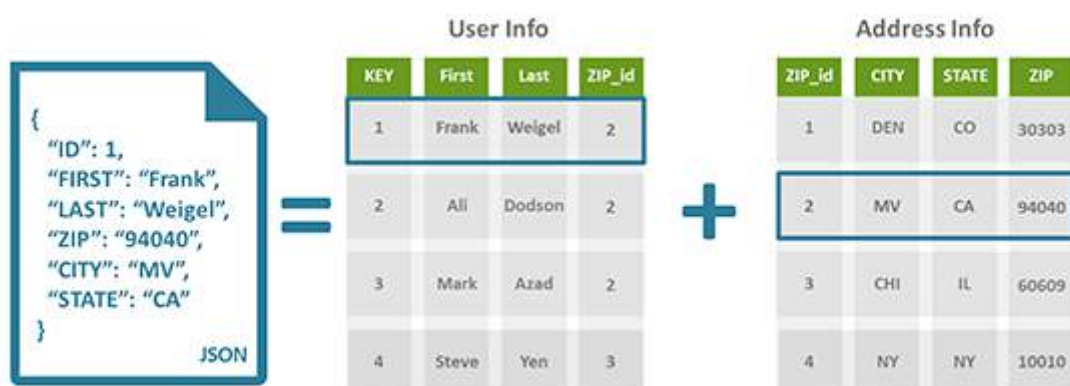 {
“ID”: 1,
“FIRST”: “Frank”,
“LAST”: “Weigel”,
“ZIP”: “94040”,
“CITY”: “MV”,
“STATE”: “CA”
}
JSON
=
User Info
KEY First Last ZIP_id
1 Frank Weigel 2
2 Ali Dodson 2
3 Mark Azad 2
4 Steve Yen 3
+
Address Info
ZIP_id CITY STATE ZIP
1 DEN CO 30303
2 MV CA 94040
3 CHI IL 60609
4 NY NY 10010